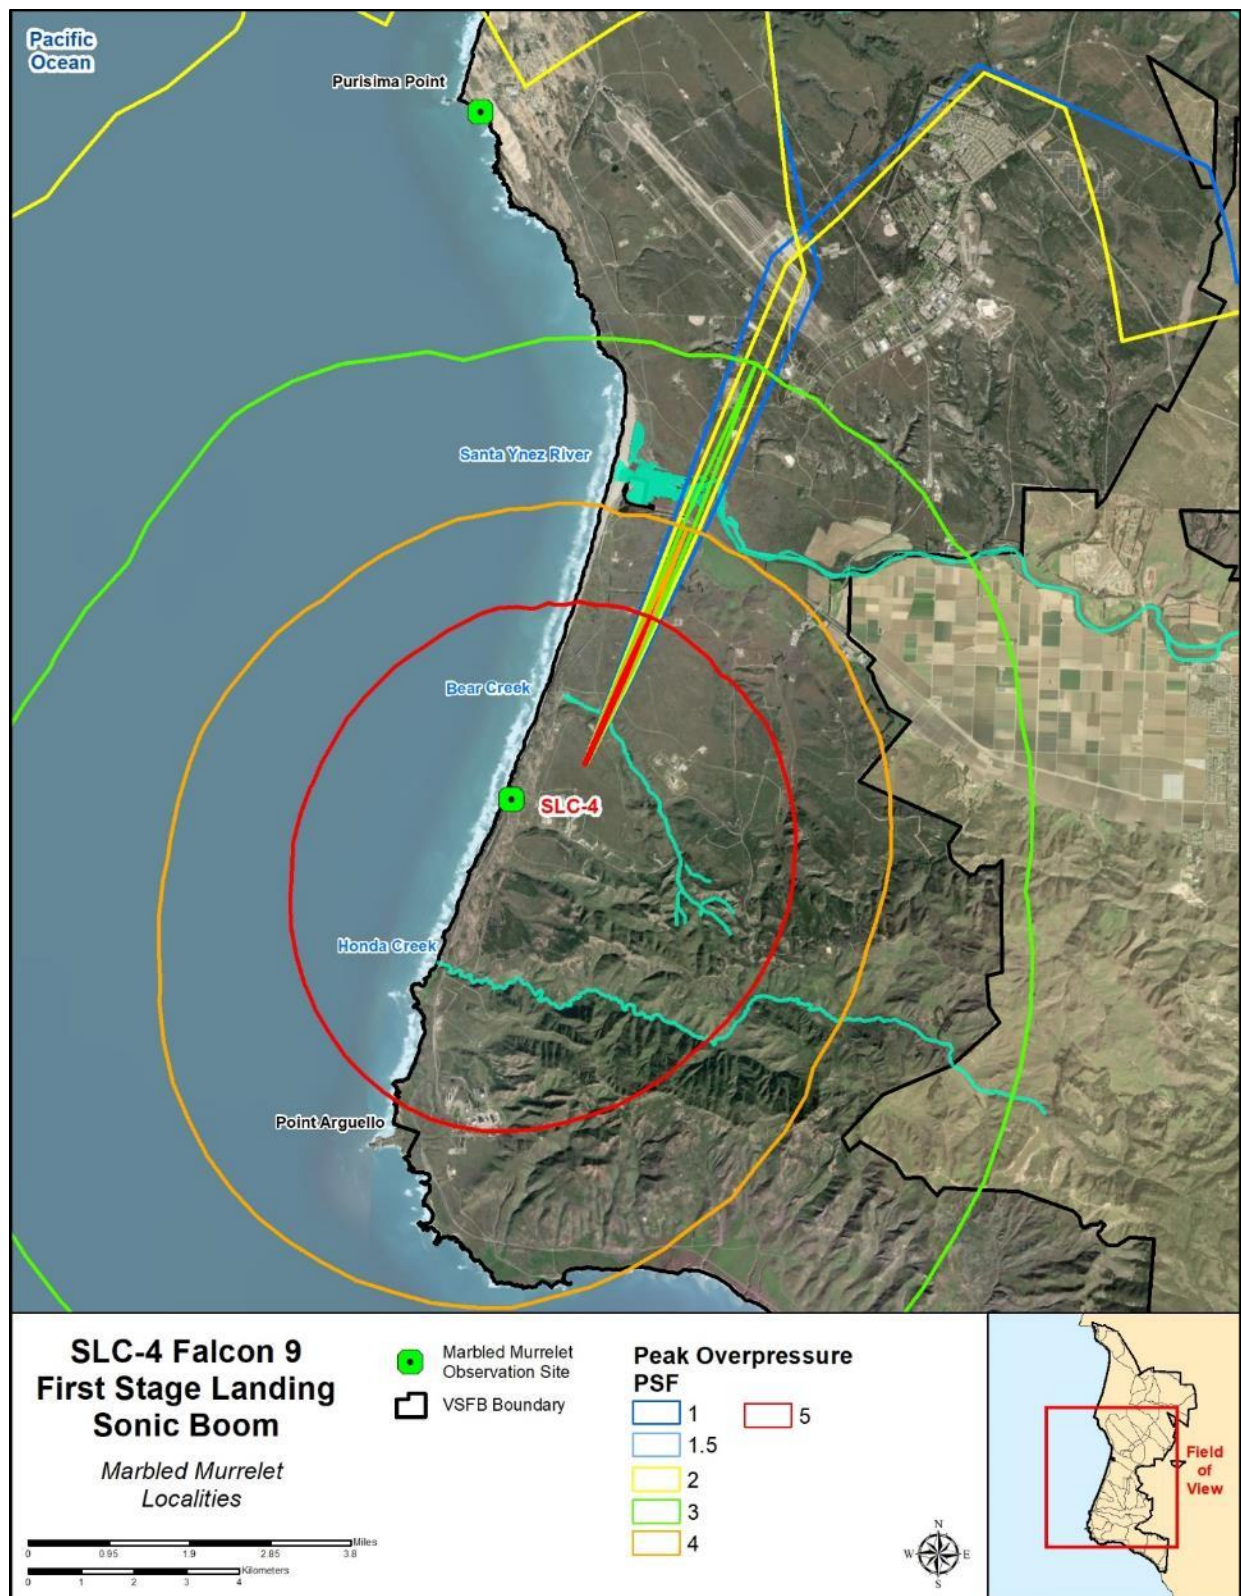 Pacific
Ocean
Purisima Point
Santa Ynez River
Bear Creek
SLC-4
Honda Creek
Point Arguello
SLC-4 Falcon 9
First Stage Landing
Sonic Boom
Marbled Murrelet
Localities
0 0.95 1.9 2.85 3.8 Miles
0 1 2 3 4 Kilometers
Marbled Murrelet
Observation Site
VSFB Boundary
Peak Overpressure
PSF
1
1.5
2
3
4
5
N
W E
S
Field
of
View